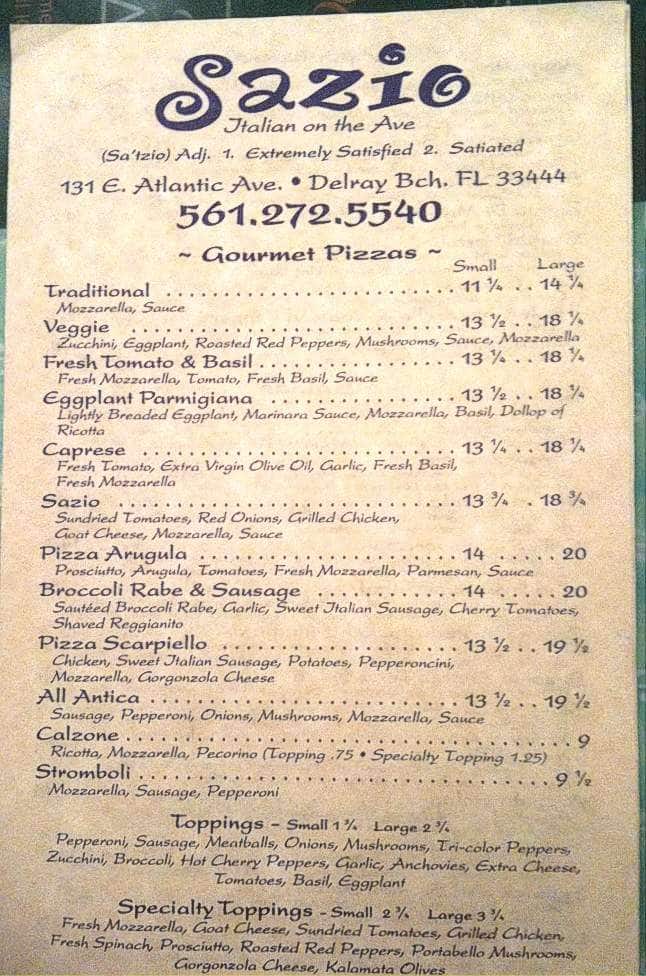 Sazio
Italian on the Ave
(Sa'tzio) Adj. 1. Extremely Satisfied 2. Satiated
131 E. Atlantic Ave. • Delray Bch. FL 33444
561.272.5540
~ Gourmet Pizzas ~
Small Large
Traditional 11 ¼ 14 ¾
Mozzarella, Sauce
Veggie 13 ½ 18 ¾
Zucchini, Eggplant, Roasted Red Peppers, Mushrooms, Sauce, Mozzarella
Fresh Tomato & Basil 13 ¼ 18 ¼
Fresh Mozzarella, Tomato, Fresh Basil, Sauce
Eggplant Parmigiana 13 ½ 18 ¾
Lightly Breaded Eggplant, Marinara Sauce, Mozzarella, Basil, Dollop of
Ricotta
Caprese 13 ¼ 18 ¼
Fresh Tomato, Extra Virgin Olive Oil, Garlic, Fresh Basil,
Fresh Mozzarella
Sazio 13 ¾ 18 ¾
Sundried Tomatoes, Red Onions, Grilled Chicken,
Goat Cheese, Mozzarella, Sauce
Pizza Arugula 14 20
Prosciutto, Arugula, Tomatoes, Fresh Mozzarella, Parmesan, Sauce
Broccoli Rabe & Sausage 14 20
Sautéed Broccoli Rabe, Garlic, Sweet Italian Sausage, Cherry Tomatoes,
Shaved Reggianito
Pizza Scarpiello 13 ½ 19 ½
Chicken, Sweet Italian Sausage, Potatoes, Pepperoncini,
Mozzarella, Gorgonzola Cheese
All Antica 13 ½ 19 ½
Sausage, Pepperoni, Onions, Mushrooms, Mozzarella, Sauce
Calzone 9
Ricotta, Mozzarella, Pecorino (Topping .75 • Specialty Topping 1.25)
Stromboli 9 ½
Mozzarella, Sausage, Pepperoni
Toppings – Small 1 ¾ Large 2 ¾
Pepperoni, Sausage, Meatballs, Onions, Mushrooms, Tri-color Peppers,
Zucchini, Broccoli, Hot Cherry Peppers, Garlic, Anchovies, Extra Cheese,
Tomatoes, Basil, Eggplant
Specialty Toppings - Small 2 ¾ Large 3 ¾
Fresh Mozzarella, Goat Cheese, Sundried Tomatoes, Grilled Chicken,
Fresh Spinach, Prosciutto, Roasted Red Peppers, Portabello Mushrooms,
Gorgonzola Cheese, Kalamata Olives